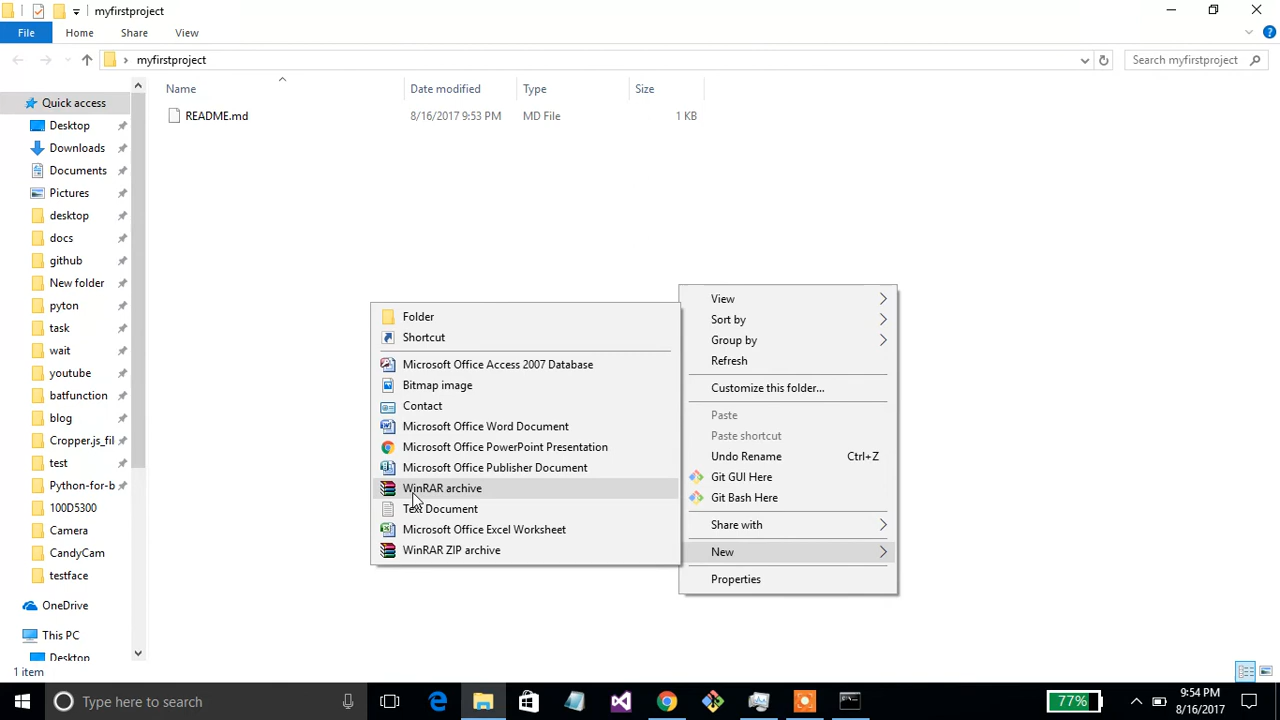 myfirstproject
File Home Share View
myfirstproject
Search myfirstproject
Name Date modified Type Size
README.md 8/16/2017 9:53 PM MD File 1 KB
Quick access
Desktop
Downloads
Documents
Pictures
desktop
docs
github
New folder
pyton
task
wait
youtube
batfunction
blog
Cropper.js_fil
test
Python-for-b
100D5300
Camera
CandyCam
testface
OneDrive
This PC
Desktop
Folder
Shortcut
Microsoft Office Access 2007 Database
Bitmap image
Contact
Microsoft Office Word Document
Microsoft Office PowerPoint Presentation
Microsoft Office Publisher Document
WinRAR archive
Text Document
Microsoft Office Excel Worksheet
WinRAR ZIP archive
View
Sort by
Group by
Refresh
Customize this folder...
Paste
Paste shortcut
Undo Rename Ctrl+Z
Git GUI Here
Git Bash Here
Share with
New
Properties
1 item
Type here to search
77%
9:54 PM
8/16/2017